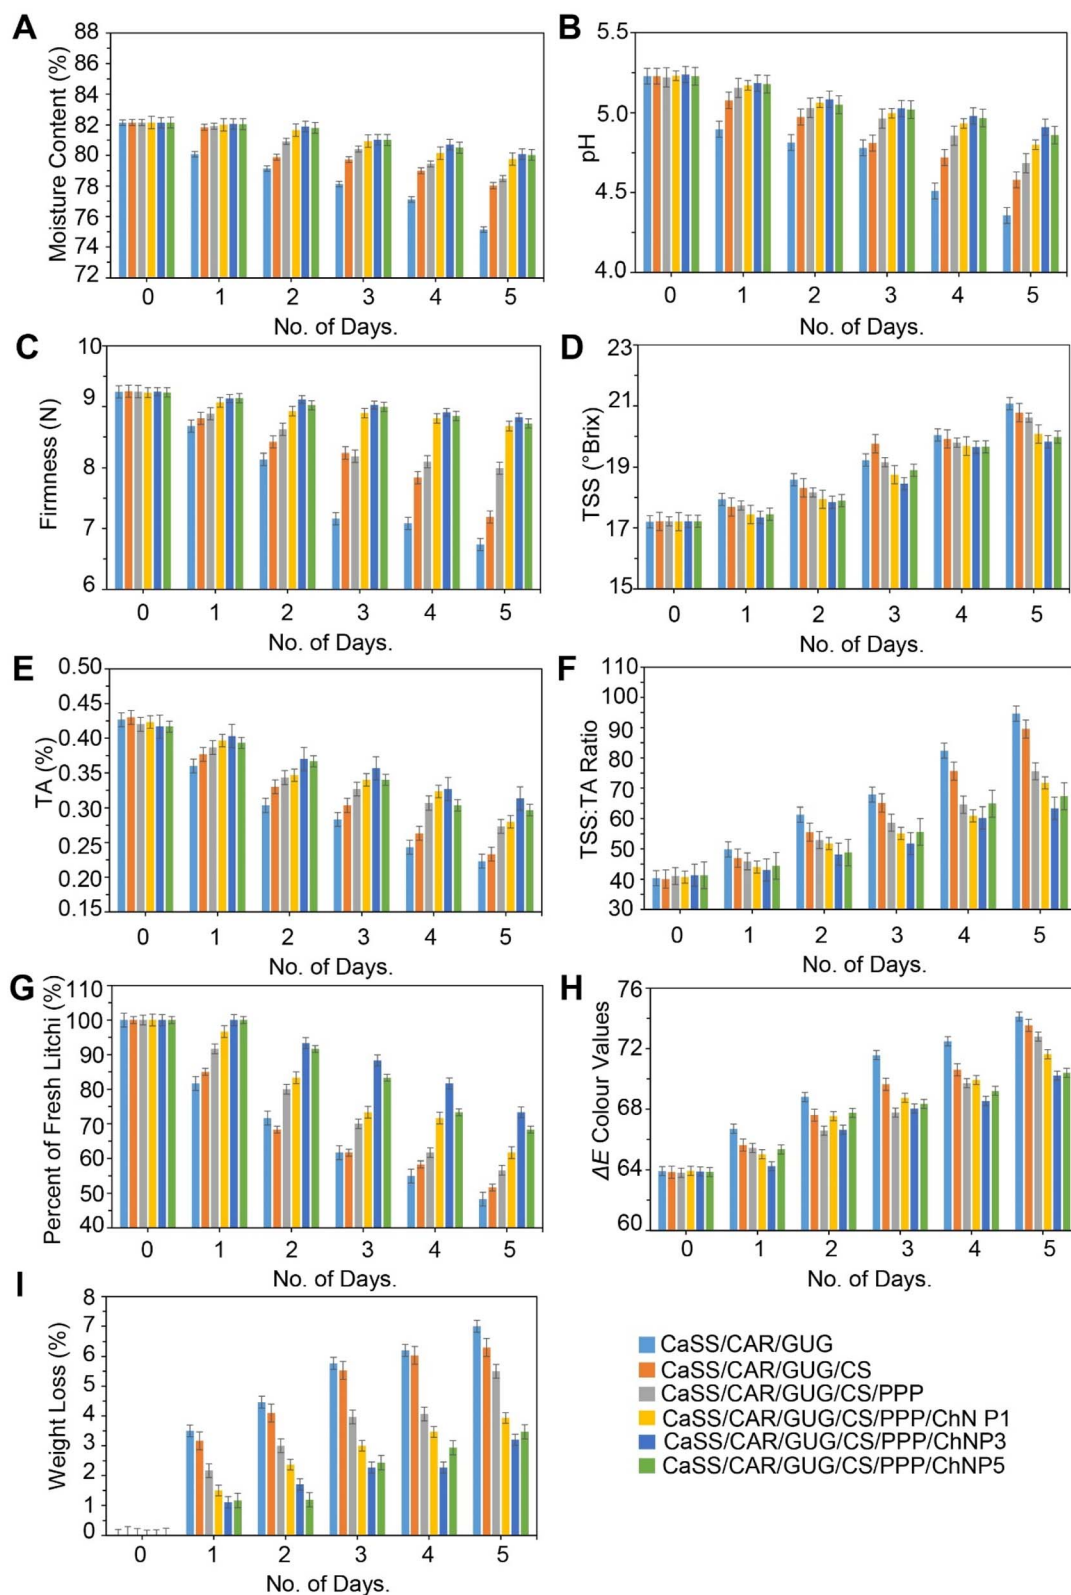 A
Moisture Content (%)
88
86
84
82
80
78
76
74
72
0 1 2 3 4 5
No. of Days.
B
pH
5.5
5.0
4.5
4.0
0 1 2 3 4 5
No. of Days.
C
Firmness (N)
10
9
8
7
6
0 1 2 3 4 5
No. of Days.
D
TSS (°Brix)
23
21
19
17
15
0 1 2 3 4 5
No. of Days.
E
TA (%)
0.50
0.45
0.40
0.35
0.30
0.25
0.20
0.15
0 1 2 3 4 5
No. of Days.
F
TSS:TA Ratio
110
100
90
80
70
60
50
40
30
0 1 2 3 4 5
No. of Days.
G
Percent of Fresh Litchi (%)
110
100
90
80
70
60
50
40
0 1 2 3 4 5
No. of Days.
H
ΔE Colour Values
76
72
68
64
60
0 1 2 3 4 5
No. of Days.
I
Weight Loss (%)
8
7
6
5
4
3
2
1
0
0 1 2 3 4 5
No. of Days.
CaSS/CAR/GUG
CaSS/CAR/GUG/CS
CaSS/CAR/GUG/CS/PPP
CaSS/CAR/GUG/CS/PPP/ChN P1
CaSS/CAR/GUG/CS/PPP/ChNP3
CaSS/CAR/GUG/CS/PPP/ChNP5